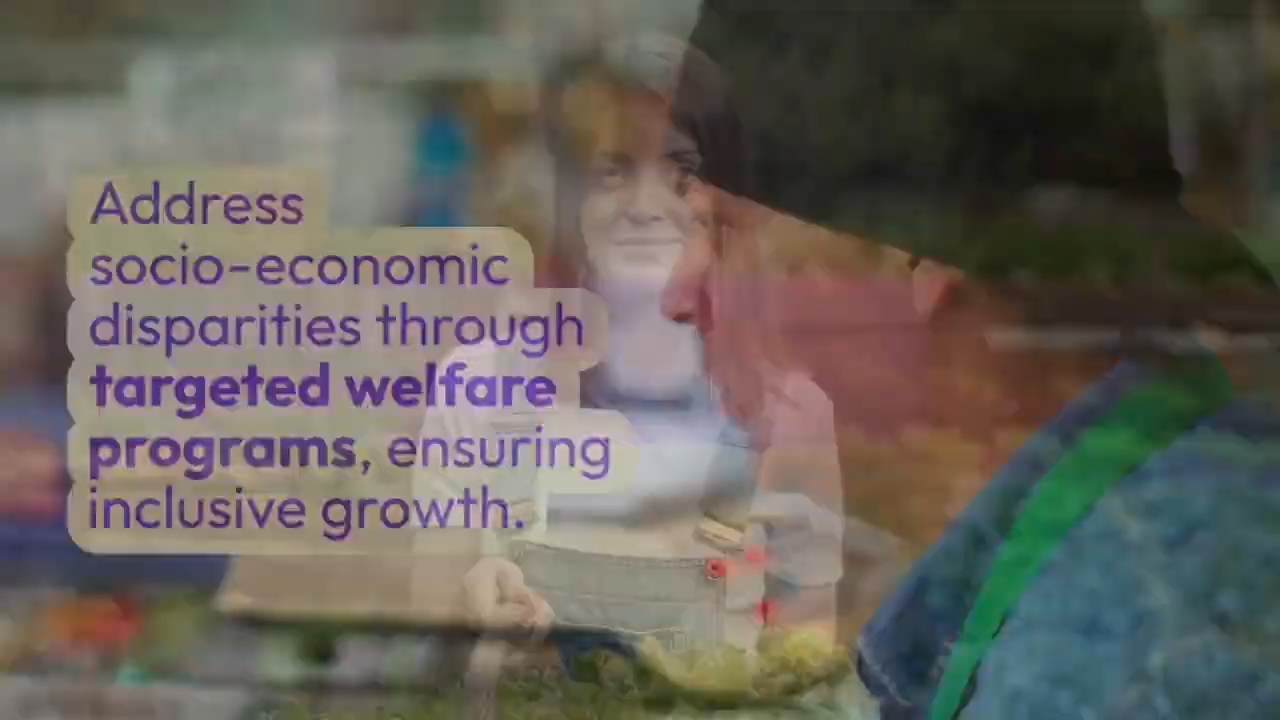 Address
socio-economic
disparities through
targeted welfare
programs, ensuring
inclusive growth.